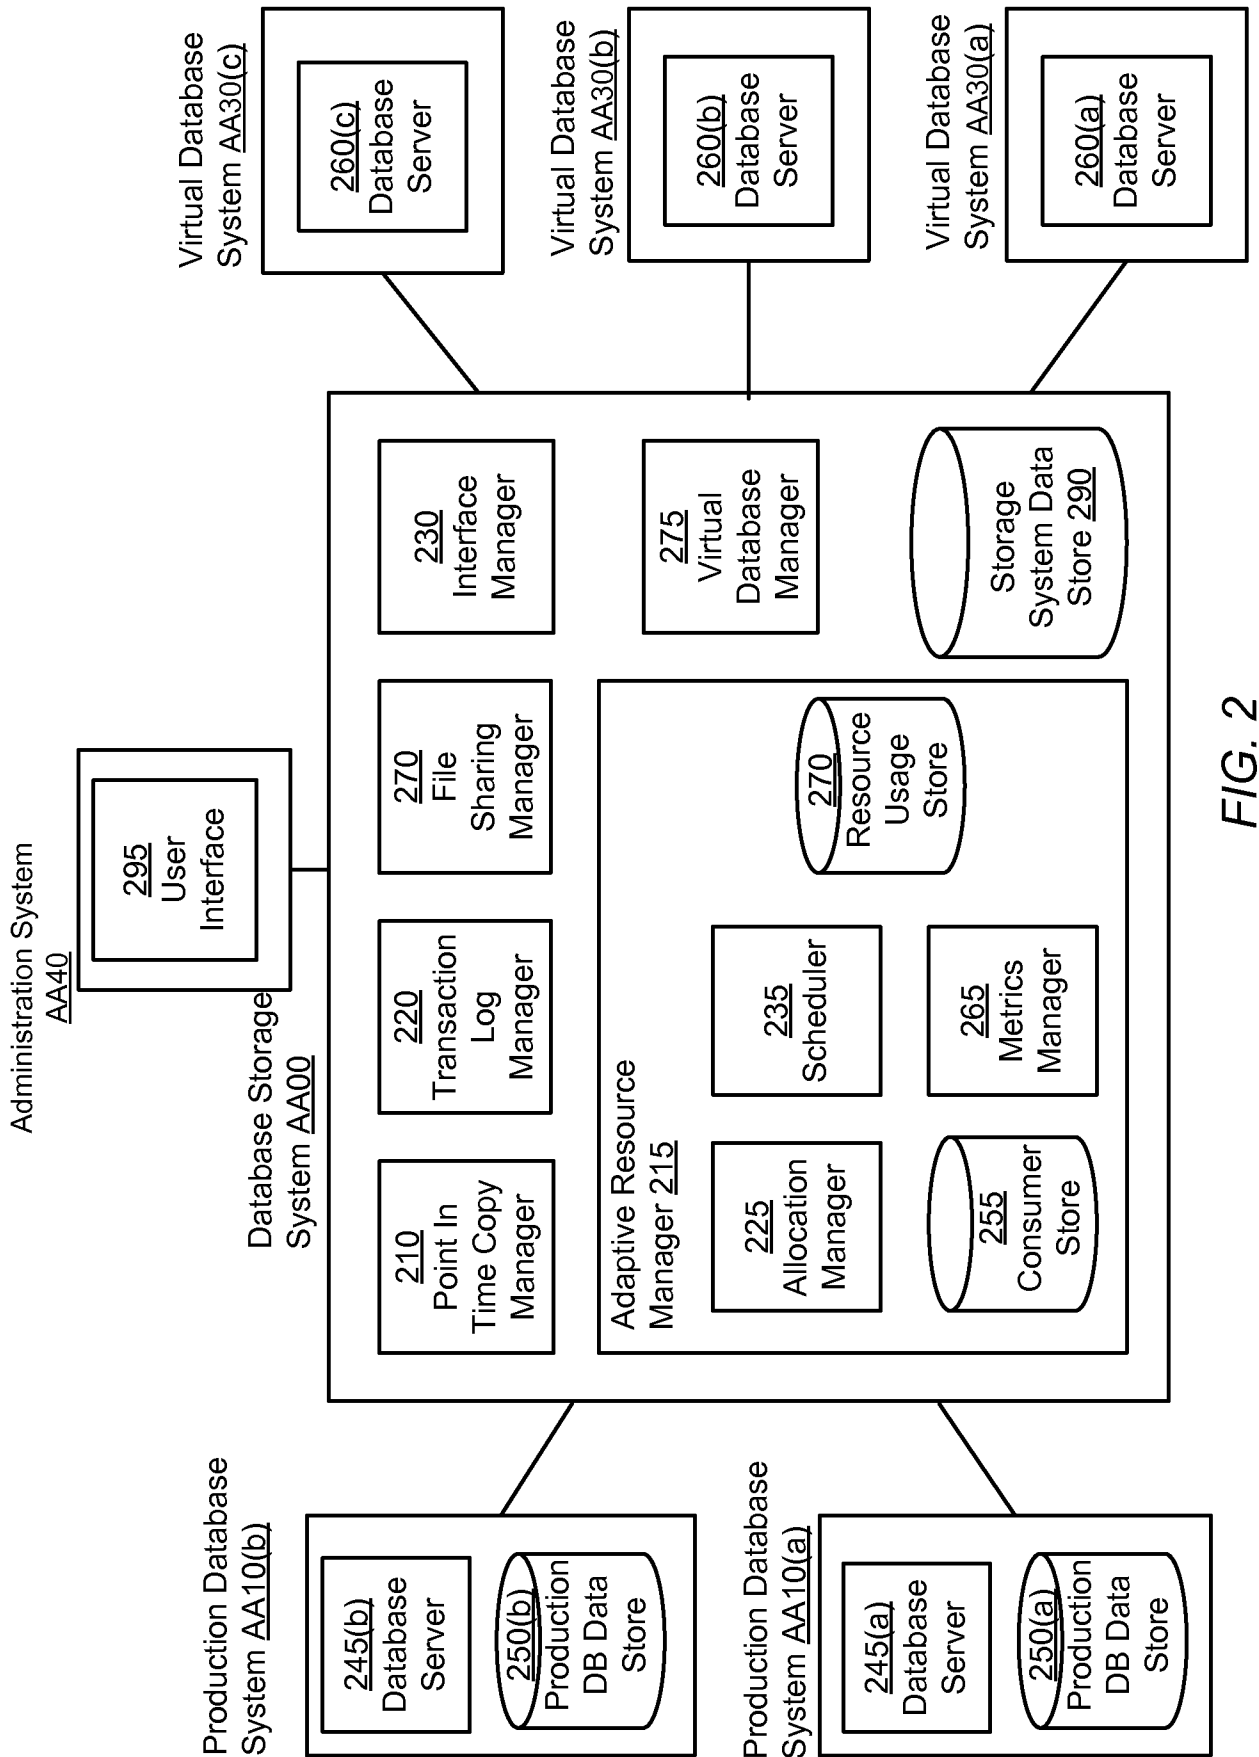 Administration System
AA40
295
User
Interface
Database Storage
System AA00
Production Database
System AA10(b)
245(b)
Database
Server
250(b)
Production
DB Data
Store
Production Database
System AA10(a)
245(a)
Database
Server
250(a)
Production
DB Data
Store
210
Point In
Time Copy
Manager
220
Transaction
Log
Manager
270
File
Sharing
Manager
230
Interface
Manager
Adaptive Resource
Manager 215
225
Allocation
Manager
235
Scheduler
255
Consumer
Store
265
Metrics
Manager
270
Resource
Usage
Store
275
Virtual
Database
Manager
Storage
System Data
Store 290
Virtual Database
System AA30(c)
260(c)
Database
Server
Virtual Database
System AA30(b)
260(b)
Database
Server
Virtual Database
System AA30(a)
260(a)
Database
Server
FIG. 2